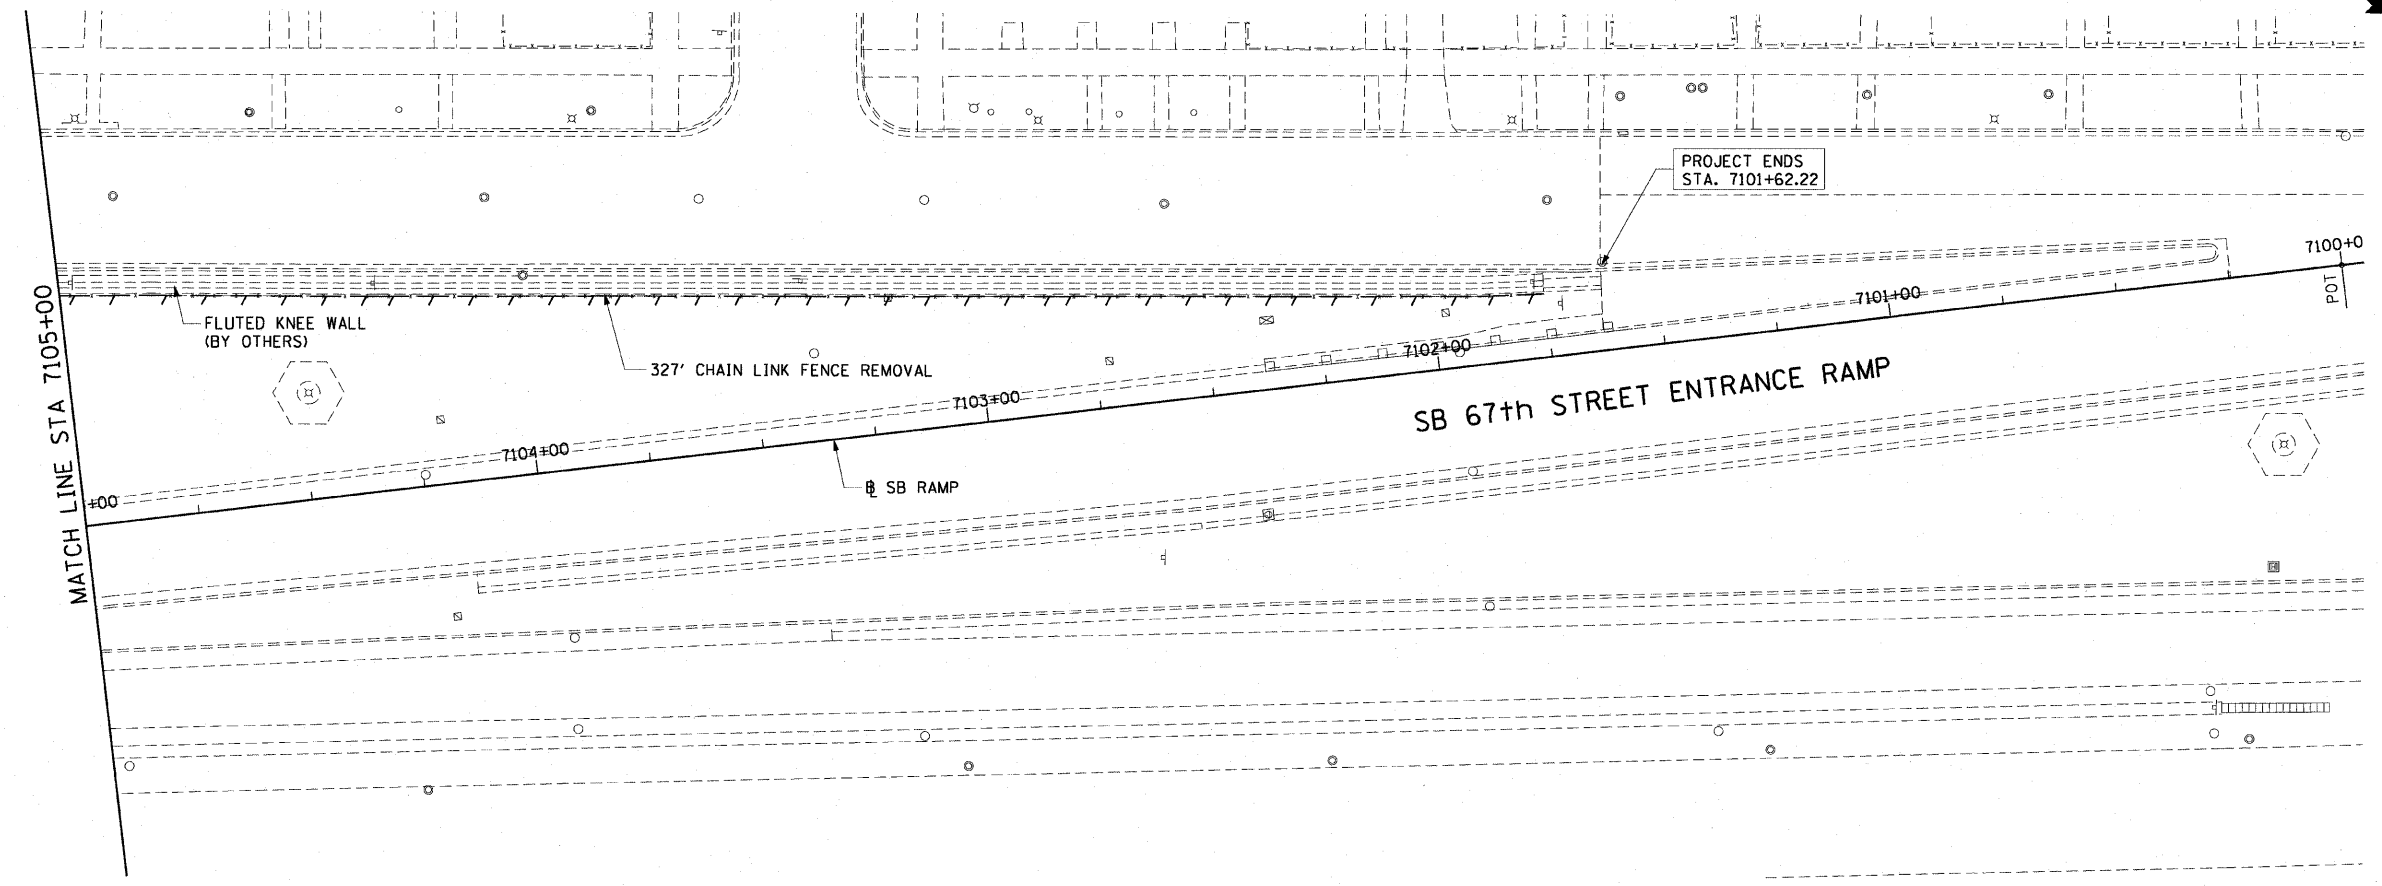 PROJECT ENDS
STA. 7101+62.22
7100+0
POT
7101+00
FLUTED KNEE WALL
(BY OTHERS)
327' CHAIN LINK FENCE REMOVAL
7102+00
7103+00
SB 67th STREET ENTRANCE RAMP
7104+00
℄ SB RAMP
+00
MATCH LINE STA 7105+00